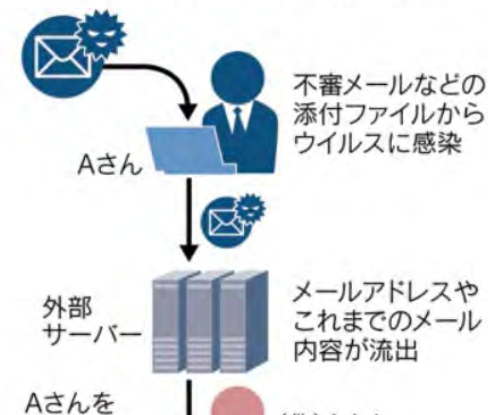 不審メールなどの
添付ファイルから
ウイルスに感染
Aさん
外部
サーバー
メールアドレスや
これまでのメール
内容が流出
Aさんを